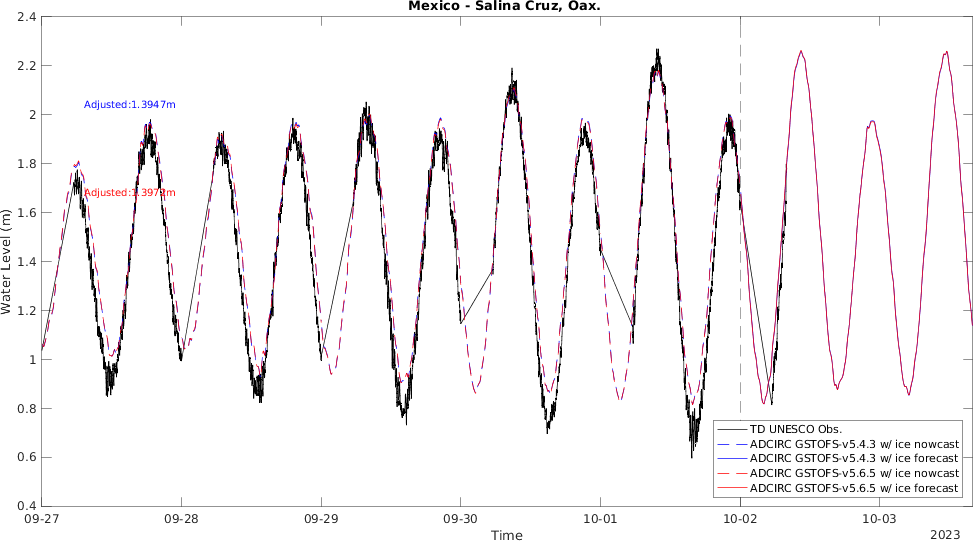 Mexico - Salina Cruz, Oax.
2.4
2.2
2
1.8
1.6
1.4
1.2
1
0.8
0.6
0.4
Water Level (m)
Adjusted:1.3947m
TD UNESCO Obs.
ADCIRC GSTOFS-v5.4.3 w/ ice nowcast
ADCIRC GSTOFS-v5.4.3 w/ ice forecast
ADCIRC GSTOFS-v5.6.5 w/ ice nowcast
ADCIRC GSTOFS-v5.6.5 w/ ice forecast
09-27 09-28 09-29 09-30 10-01 10-02 10-03
Time
2023